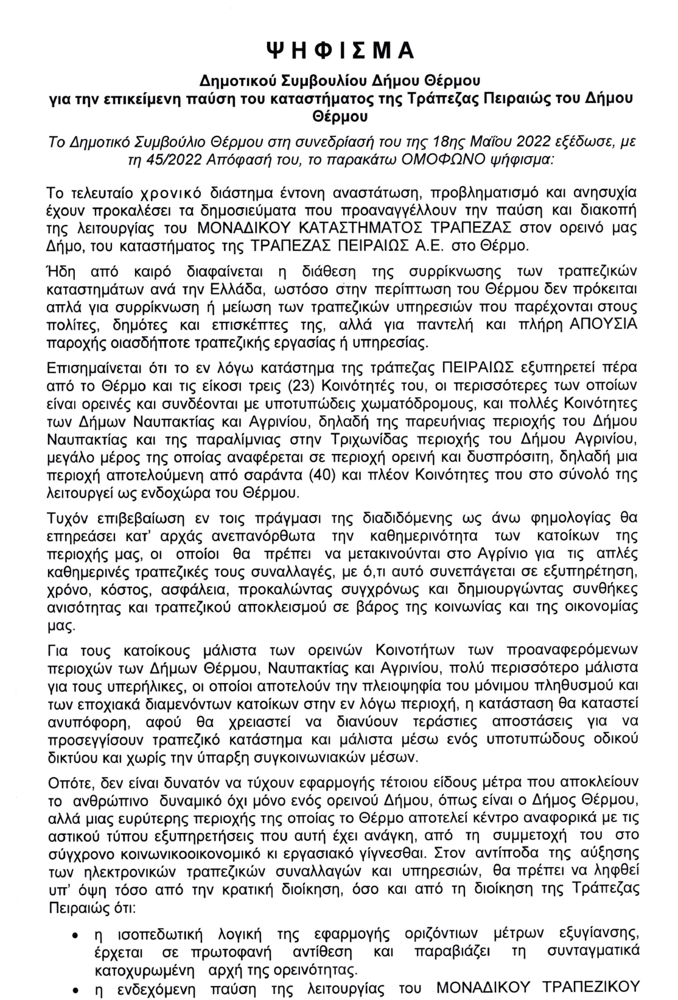 ΨΗΦΙΣΜΑ
Δημοτικού Συμβουλίου Δήμου Θέρμου
για την επικείμενη παύση του καταστήματος της Τράπεζας Πειραιώς του Δήμου
Θέρμου
Το Δημοτικό Συμβούλιο Θέρμου στη συνεδρίασή του της 18ης Μαΐου 2022 εξέδωσε, με
τη 45/2022 Απόφασή του, το παρακάτω ΟΜΟΦΩΝΟ ψήφισμα:
Το τελευταίο χρονικό διάστημα έντονη αναστάτωση, προβληματισμό και ανησυχία
έχουν προκαλέσει τα δημοσιεύματα που προαναγγέλλουν την παύση και διακοπή
της λειτουργίας του ΜΟΝΑΔΙΚΟΥ ΚΑΤΑΣΤΗΜΑΤΟΣ ΤΡΑΠΕΖΑΣ στον ορεινό μας
Δήμο, του καταστήματος της ΤΡΑΠΕΖΑΣ ΠΕΙΡΑΙΩΣ Α.Ε. στο Θέρμο.
Ήδη από καιρό διαφαίνεται η διάθεση της συρρίκνωσης των τραπεζικών
καταστημάτων ανά την Ελλάδα, ωστόσο στην περίπτωση του Θέρμου δεν πρόκειται
απλά για συρρίκνωση ή μείωση των τραπεζικών υπηρεσιών που παρέχονται στους
πολίτες, δημότες και επισκέπτες της, αλλά για παντελή και πλήρη ΑΠΟΥΣΙΑ
παροχής οιασδήποτε τραπεζικής εργασίας ή υπηρεσίας.
Επισημαίνεται ότι το εν λόγω κατάστημα της τράπεζας ΠΕΙΡΑΙΩΣ εξυπηρετεί πέρα
από το Θέρμο και τις είκοσι τρεις (23) Κοινότητές του, οι περισσότερες των οποίων
είναι ορεινές και συνδέονται με υποτυπώδεις χωματόδρομους, και πολλές Κοινότητες
των Δήμων Ναυπακτίας και Αγρινίου, δηλαδή της παρευήνιας περιοχής του Δήμου
Ναυπακτίας και της παραλίμνιας στην Τριχωνίδας περιοχής του Δήμου Αγρινίου,
μεγάλο μέρος της οποίας αναφέρεται σε περιοχή ορεινή και δυσπρόσιτη, δηλαδή μια
περιοχή αποτελούμενη από σαράντα (40) και πλέον Κοινότητες που στο σύνολό της
λειτουργεί ως ενδοχώρα του Θέρμου.
Τυχόν επιβεβαίωση εν τοις πράγμασι της διαδιδόμενης ως άνω φημολογίας θα
επηρεάσει κατ’ αρχάς ανεπανόρθωτα την καθημερινότητα των κατοίκων της
περιοχής μας, οι οποίοι θα πρέπει να μετακινούνται στο Αγρίνιο για τις απλές
καθημερινές τραπεζικές τους συναλλαγές, με ό,τι αυτό συνεπάγεται σε εξυπηρέτηση,
χρόνο, κόστος, ασφάλεια, προκαλώντας συγχρόνως και δημιουργώντας συνθήκες
ανισότητας και τραπεζικού αποκλεισμού σε βάρος της κοινωνίας και της οικονομίας
μας.
Για τους κατοίκους μάλιστα των ορεινών Κοινοτήτων των προαναφερόμενων
περιοχών των Δήμων Θέρμου, Ναυπακτίας και Αγρινίου, πολύ περισσότερο μάλιστα
για τους υπερήλικες, οι οποίοι αποτελούν την πλειοψηφία του μόνιμου πληθυσμού και
των εποχιακά διαμενόντων κατοίκων στην εν λόγω περιοχή, η κατάσταση θα καταστεί
ανυπόφορη, αφού θα χρειαστεί να διανύουν τεράστιες αποστάσεις για να
προσεγγίσουν τραπεζικό κατάστημα και μάλιστα μέσω ενός υποτυπώδους οδικού
δικτύου και χωρίς την ύπαρξη συγκοινωνιακών μέσων.
Οπότε, δεν είναι δυνατόν να τύχουν εφαρμογής τέτοιου είδους μέτρα που αποκλείουν
το ανθρώπινο δυναμικό όχι μόνο ενός ορεινού Δήμου, όπως είναι ο Δήμος Θέρμου,
αλλά μιας ευρύτερης περιοχής της οποίας το Θέρμο αποτελεί κέντρο αναφορικά με τις
αστικού τύπου εξυπηρετήσεις που αυτή έχει ανάγκη, από τη συμμετοχή του στο
σύγχρονο κοινωνικοοικονομικό κι εργασιακό γίγνεσθαι. Στον αντίποδα της αύξησης
των ηλεκτρονικών τραπεζικών συναλλαγών και υπηρεσιών, θα πρέπει να ληφθεί
υπ’ όψη τόσο από την κρατική διοίκηση, όσο και από τη διοίκηση της Τράπεζας
Πειραιώς ότι:
• η ισοπεδωτική λογική της εφαρμογής οριζόντιων μέτρων εξυγίανσης,
έρχεται σε πρωτοφανή αντίθεση και παραβιάζει τη συνταγματικά
κατοχυρωμένη αρχή της ορεινότητας.
• η ενδεχόμενη παύση της λειτουργίας του ΜΟΝΑΔΙΚΟΥ ΤΡΑΠΕΖΙΚΟΥ